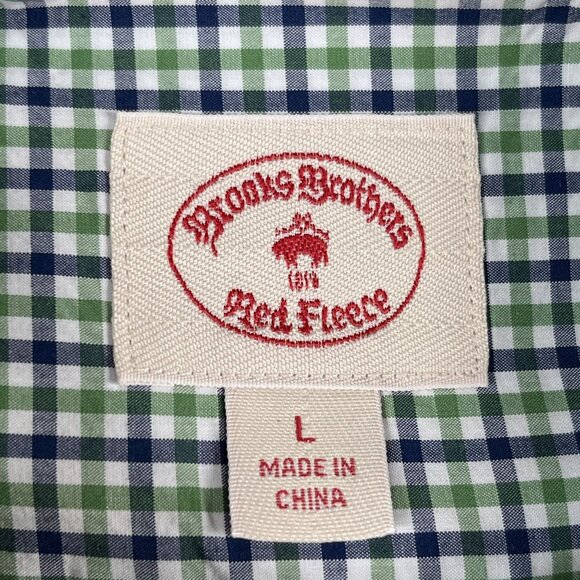 Brooks Brothers
1818
Red Fleece
L
MADE IN
CHINA